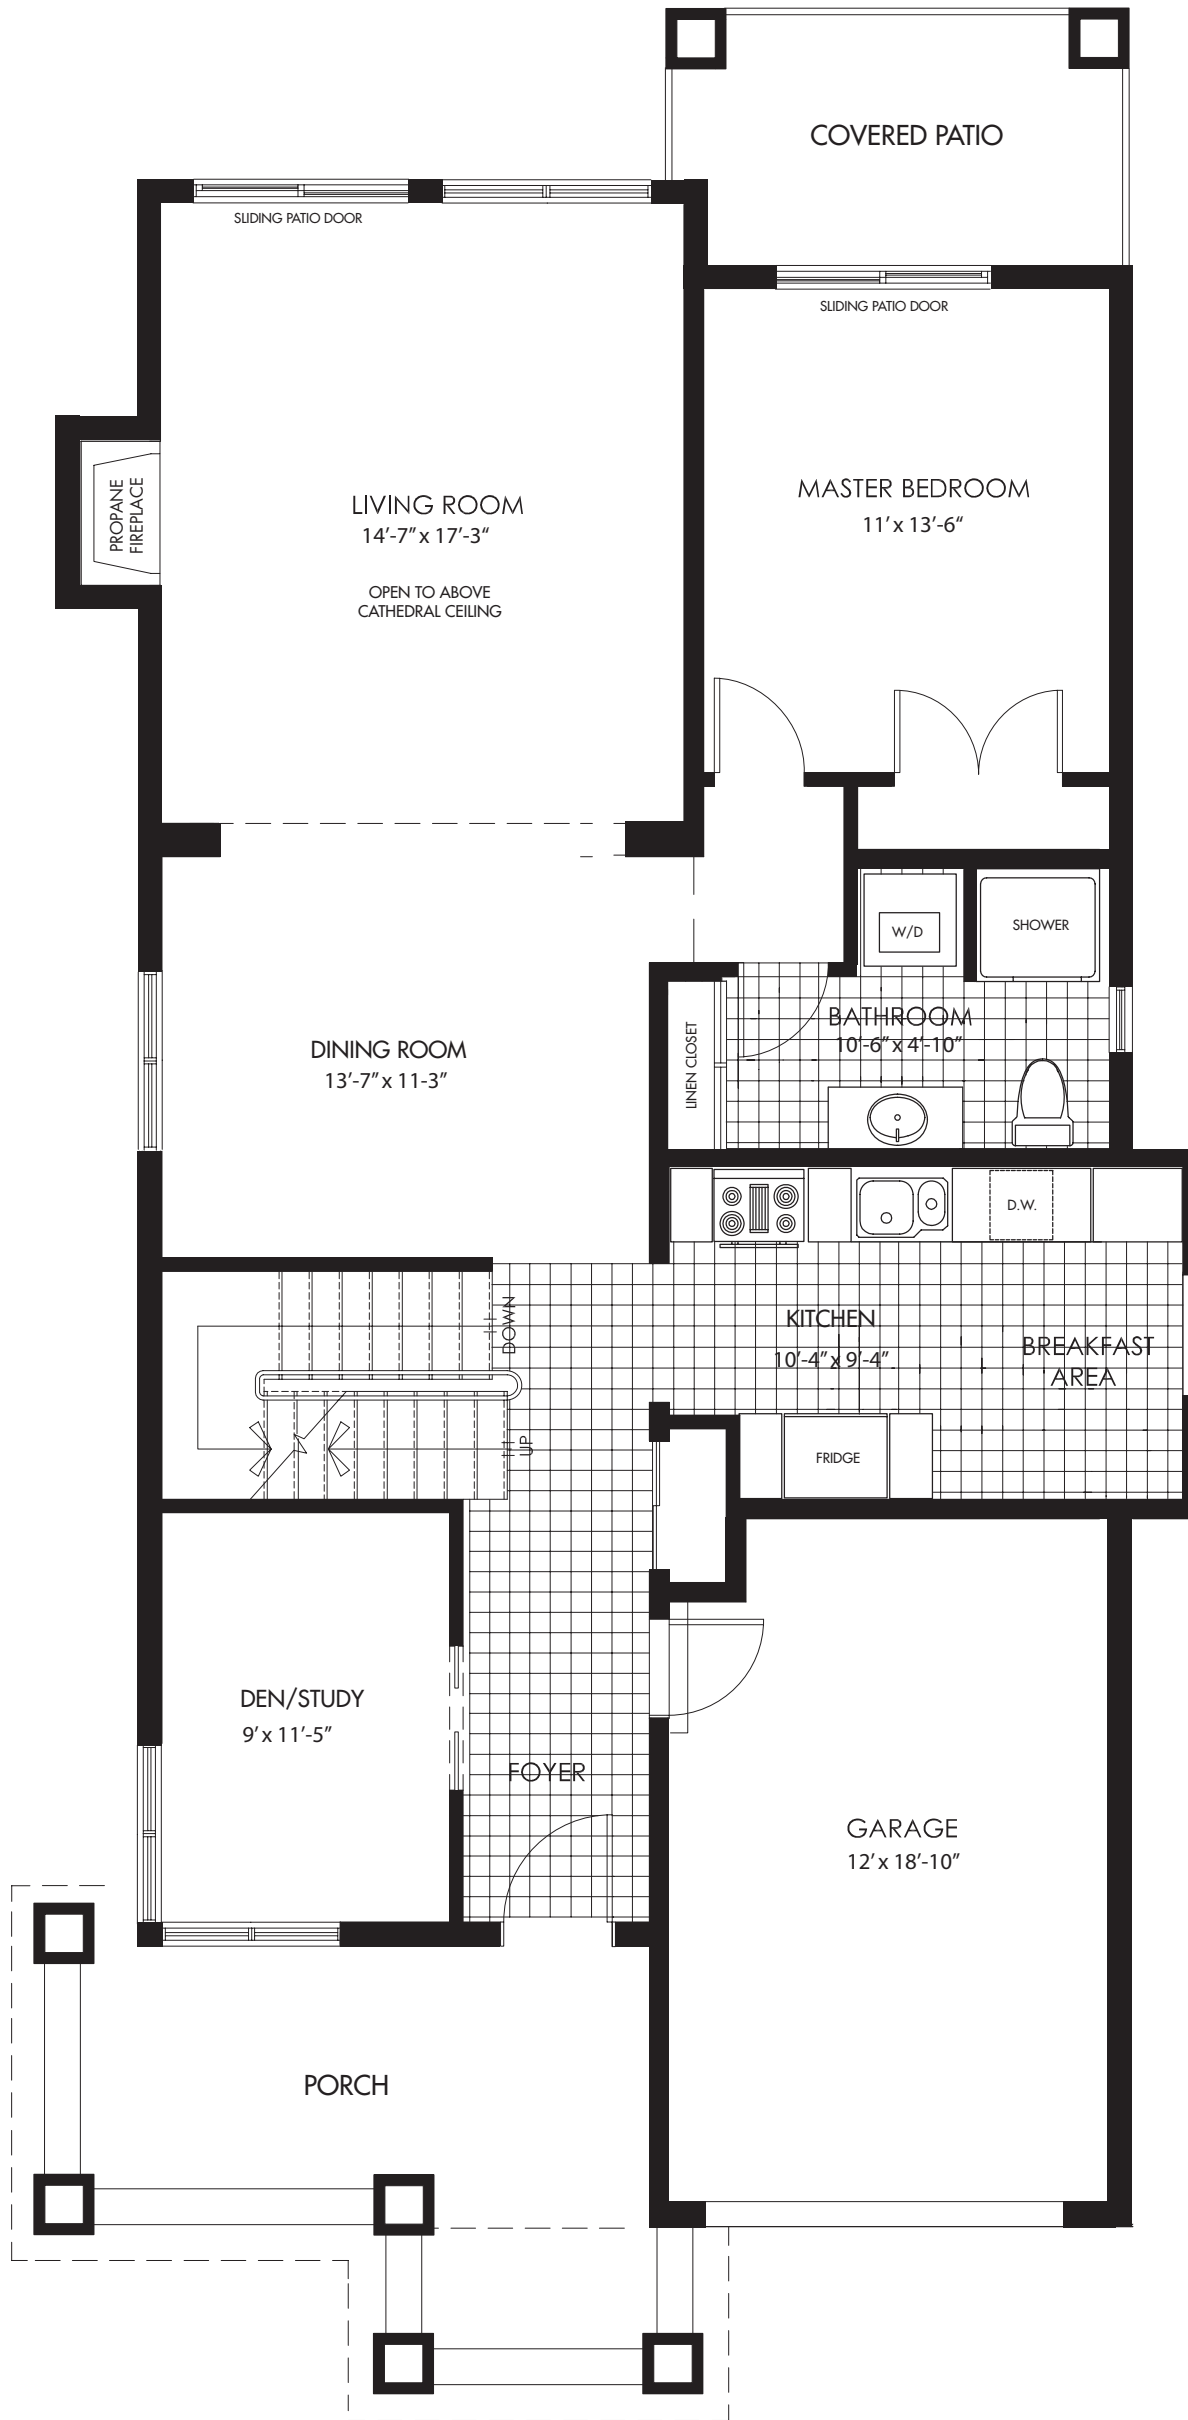 COVERED PATIO
SLIDING PATIO DOOR
SLIDING PATIO DOOR
PROPANE
FIREPLACE
LIVING ROOM
14'-7" x 17'-3"
OPEN TO ABOVE
CATHEDRAL CEILING
MASTER BEDROOM
11' x 13'-6"
W/D
SHOWER
LINEN CLOSET
BATHROOM
10'-6" x 4'-10"
DINING ROOM
13'-7" x 11-3"
D.W.
DOWN
KITCHEN
10'-4" x 9'-4"
BREAKFAST
AREA
UP
FRIDGE
DEN/STUDY
9' x 11'-5"
FOYER
GARAGE
12' x 18'-10"
PORCH